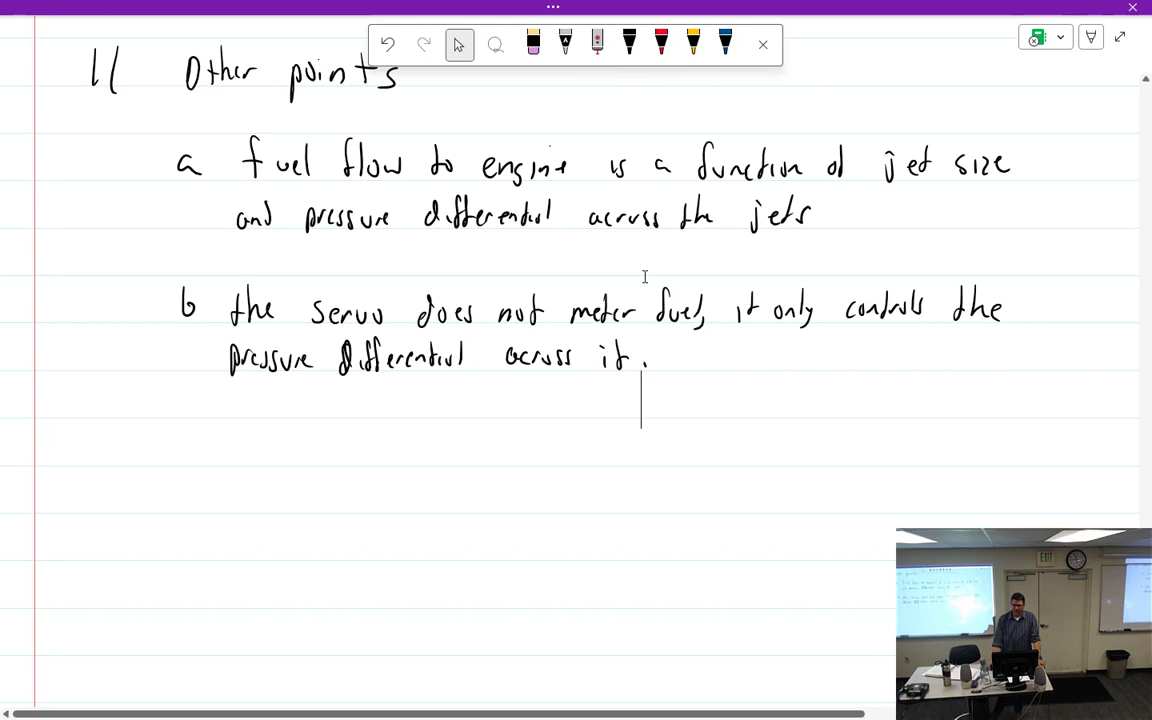 11 Other points
a fuel flow to engine is a function of jet size
and pressure differential across the jets
b the servo does not meter fuel, it only controls the
pressure differential across it.
EXIT